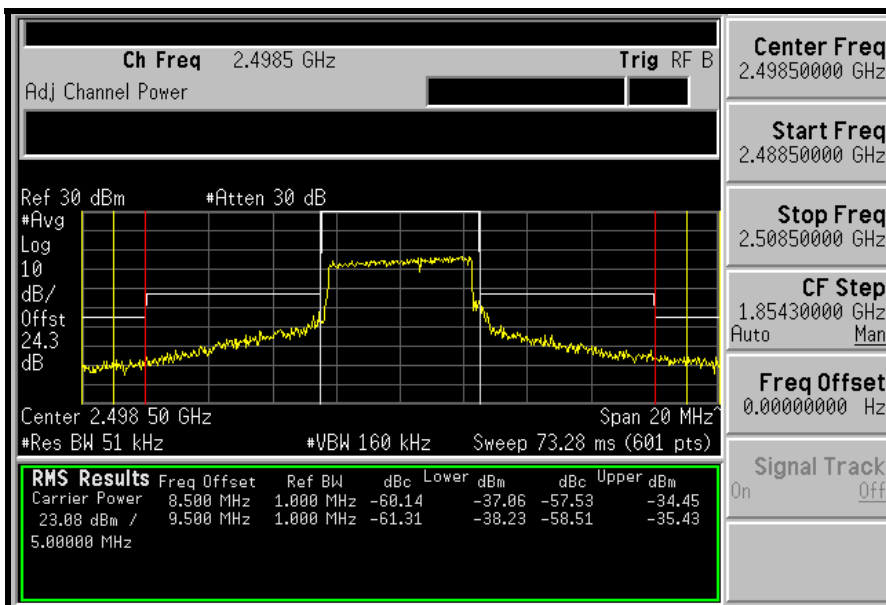 Ch Freq 2.4985 GHz Trig RF B
Adj Channel Power
Ref 30 dBm #Atten 30 dB
#Avg
Log
10
dB/
Offst
24.3
dB
Center 2.498 50 GHz Span 20 MHz^
#Res BW 51 kHz #VBW 160 kHz Sweep 73.28 ms (601 pts)
RMS Results Freq Offset Ref BW dBc Lower dBm dBc Upper dBm
Carrier Power 8.500 MHz 1.000 MHz -60.14 -37.06 -57.53 -34.45
23.08 dBm / 9.500 MHz 1.000 MHz -61.31 -38.23 -58.51 -35.43
5.00000 MHz
Center Freq
2.49850000 GHz
Start Freq
2.48850000 GHz
Stop Freq
2.50850000 GHz
CF Step
1.85430000 GHz
Auto Man
Freq Offset
0.00000000 Hz
Signal Track
On Off